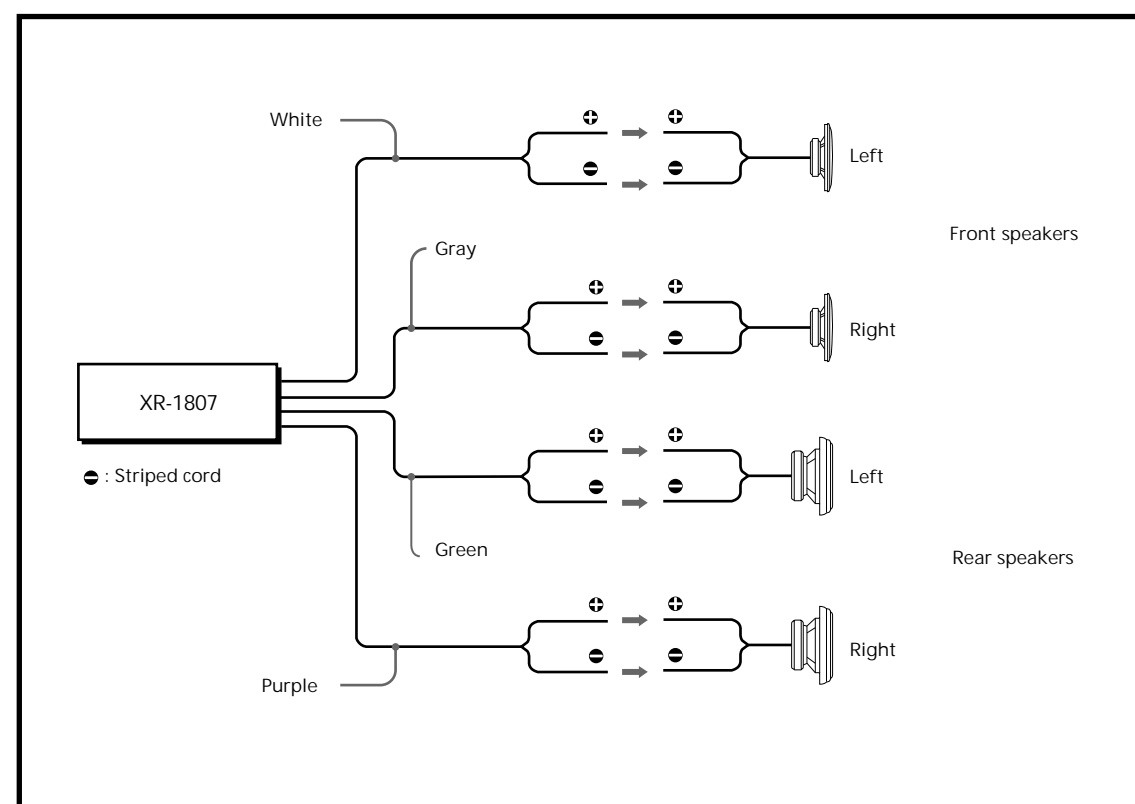 White
Left
Front speakers
Gray
Right
XR-1807
⊖ : Striped cord
Left
Green
Rear speakers
Right
Purple